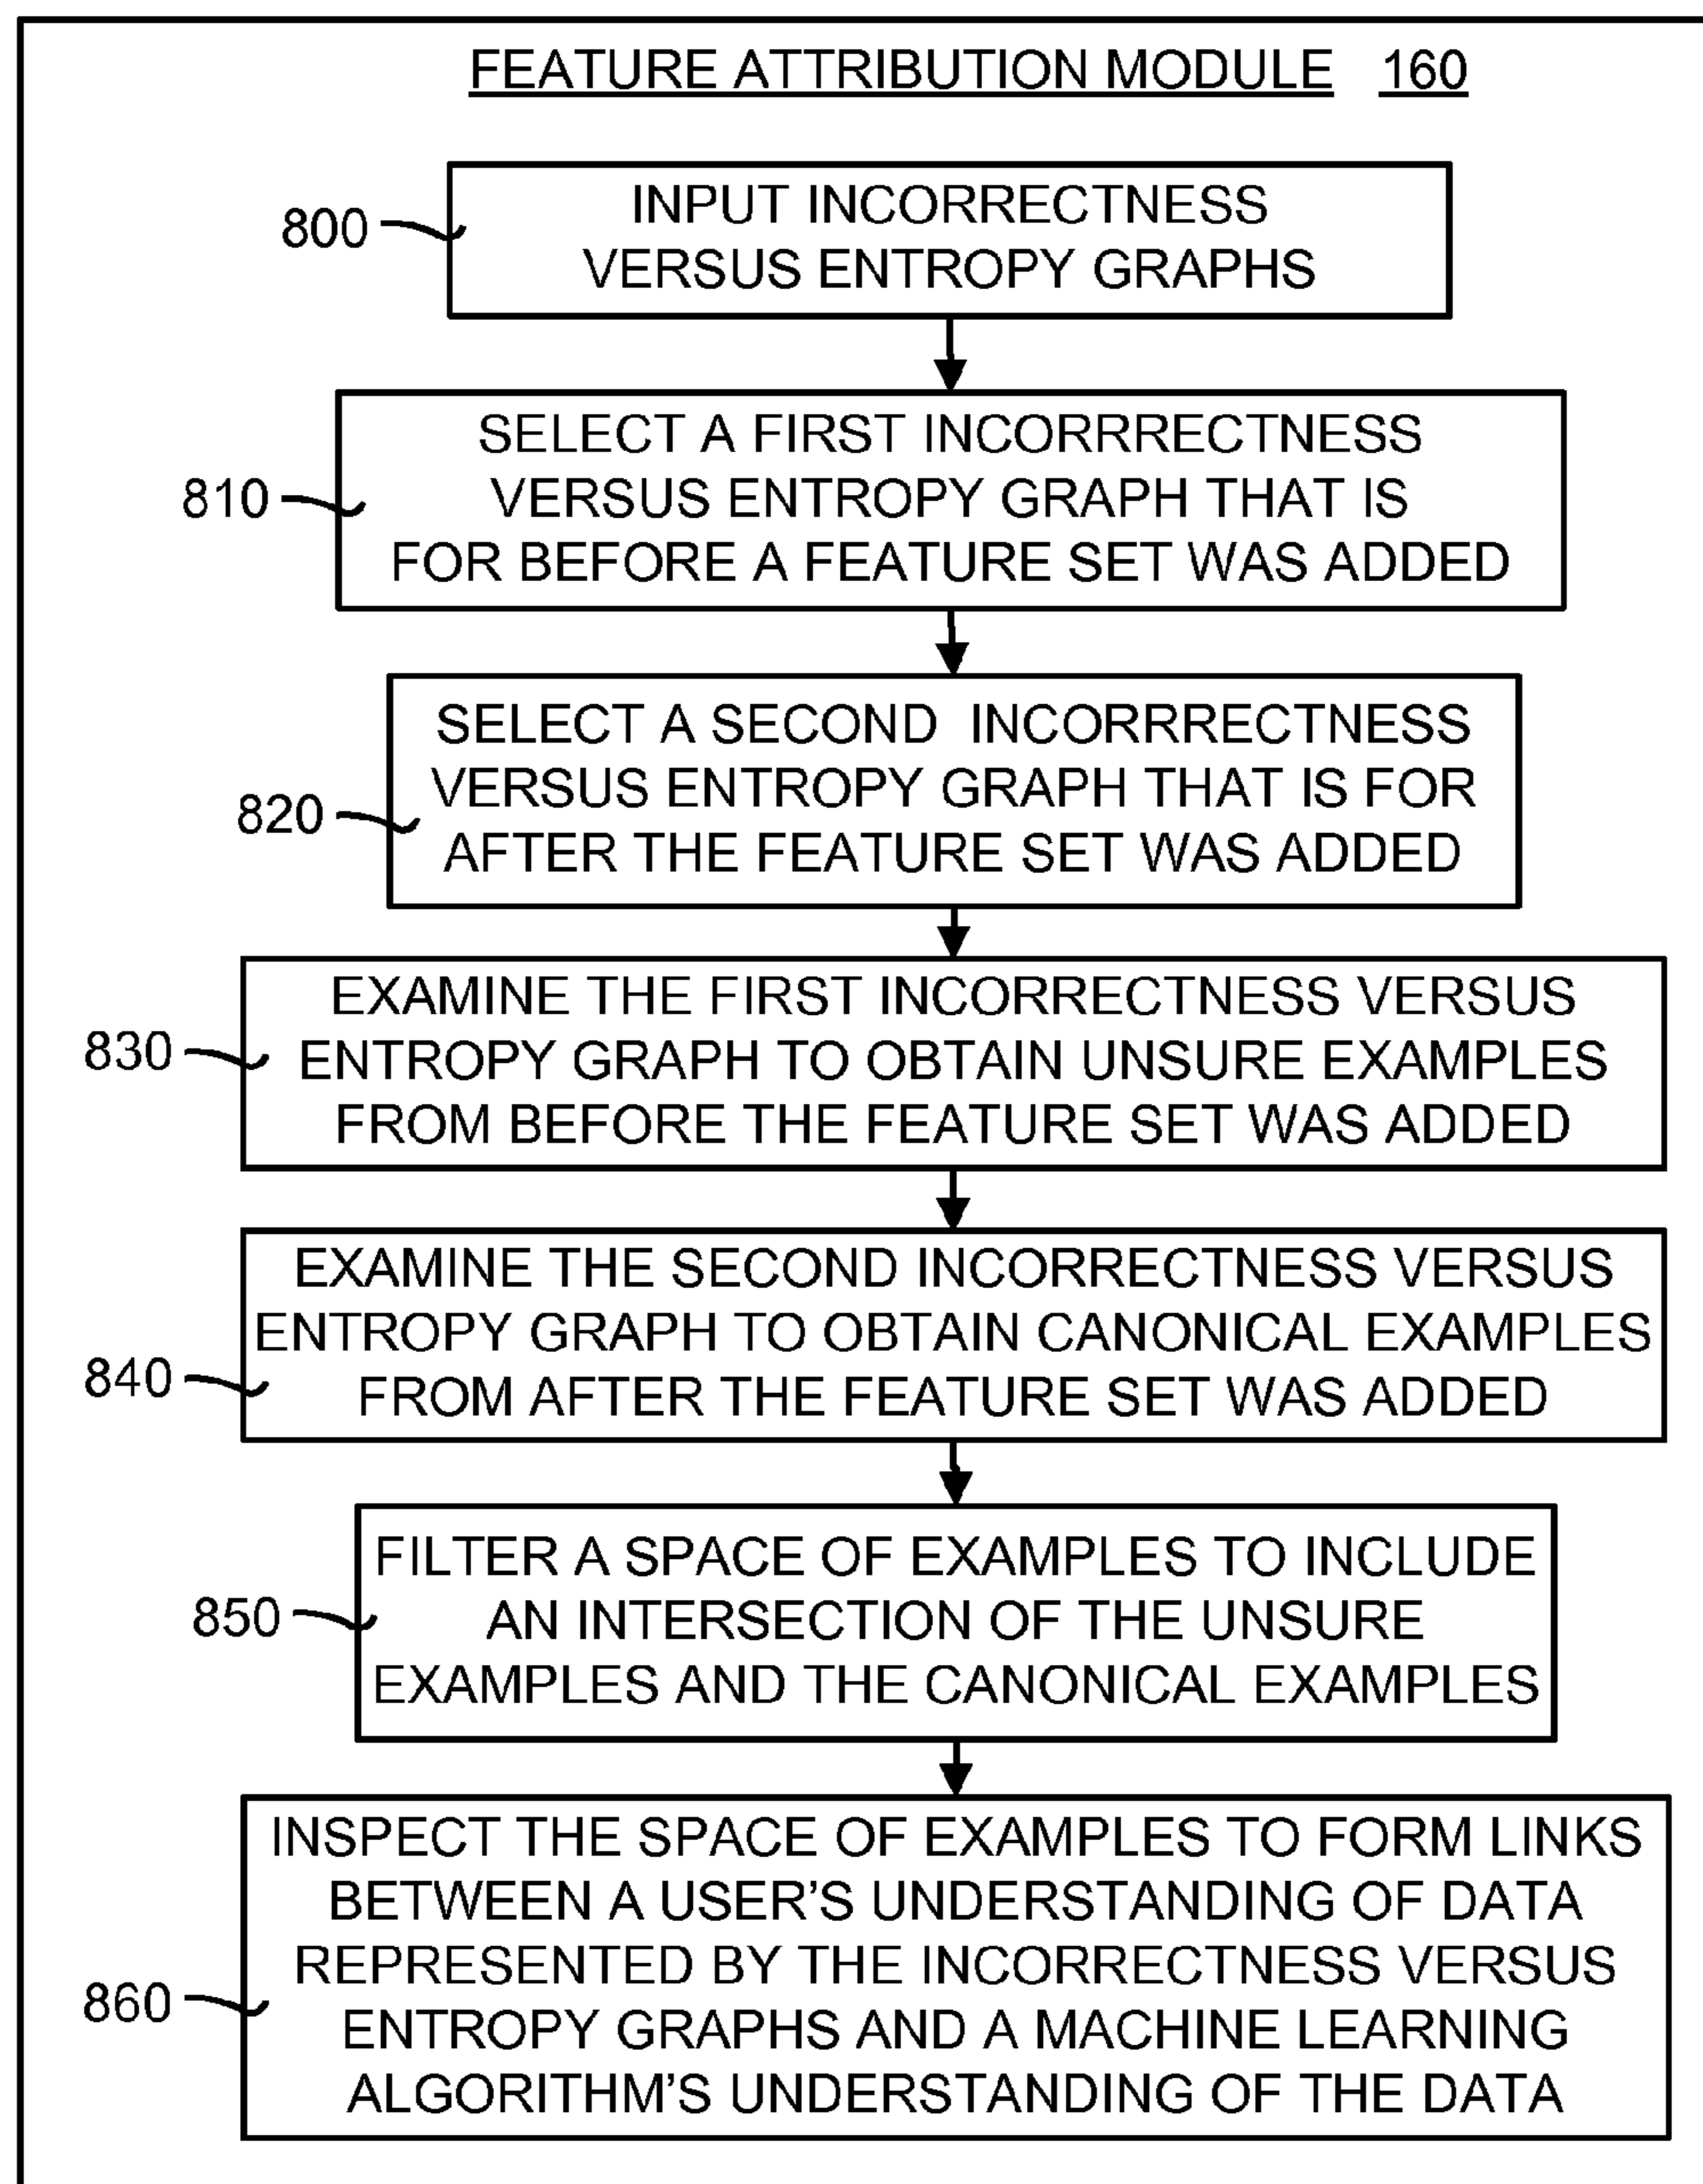 FEATURE ATTRIBUTION MODULE 160
800
INPUT INCORRECTNESS
VERSUS ENTROPY GRAPHS
810
SELECT A FIRST INCORRRECTNESS
VERSUS ENTROPY GRAPH THAT IS
FOR BEFORE A FEATURE SET WAS ADDED
820
SELECT A SECOND INCORRRECTNESS
VERSUS ENTROPY GRAPH THAT IS FOR
AFTER THE FEATURE SET WAS ADDED
830
EXAMINE THE FIRST INCORRECTNESS VERSUS
ENTROPY GRAPH TO OBTAIN UNSURE EXAMPLES
FROM BEFORE THE FEATURE SET WAS ADDED
840
EXAMINE THE SECOND INCORRECTNESS VERSUS
ENTROPY GRAPH TO OBTAIN CANONICAL EXAMPLES
FROM AFTER THE FEATURE SET WAS ADDED
850
FILTER A SPACE OF EXAMPLES TO INCLUDE
AN INTERSECTION OF THE UNSURE
EXAMPLES AND THE CANONICAL EXAMPLES
860
INSPECT THE SPACE OF EXAMPLES TO FORM LINKS
BETWEEN A USER'S UNDERSTANDING OF DATA
REPRESENTED BY THE INCORRECTNESS VERSUS
ENTROPY GRAPHS AND A MACHINE LEARNING
ALGORITHM'S UNDERSTANDING OF THE DATA